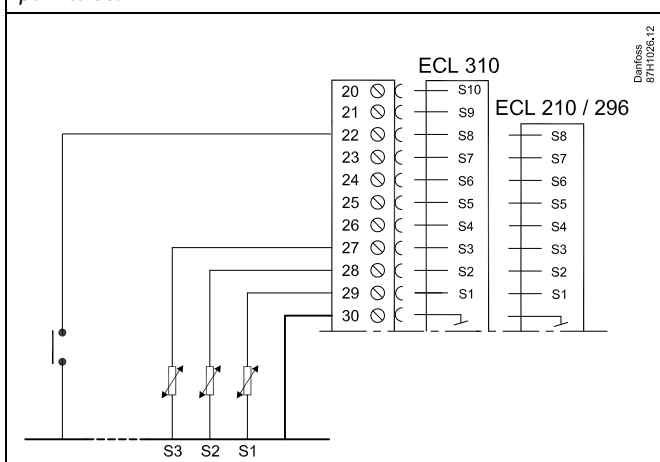 Danfoss
87H1026.12
ECL 310
ECL 210 / 296
20 S10
21 S9
22 S8 S8
23 S7 S7
24 S6 S6
25 S5 S5
26 S4 S4
27 S3 S3
28 S2 S2
29 S1 S1
30
S3 S2 S1